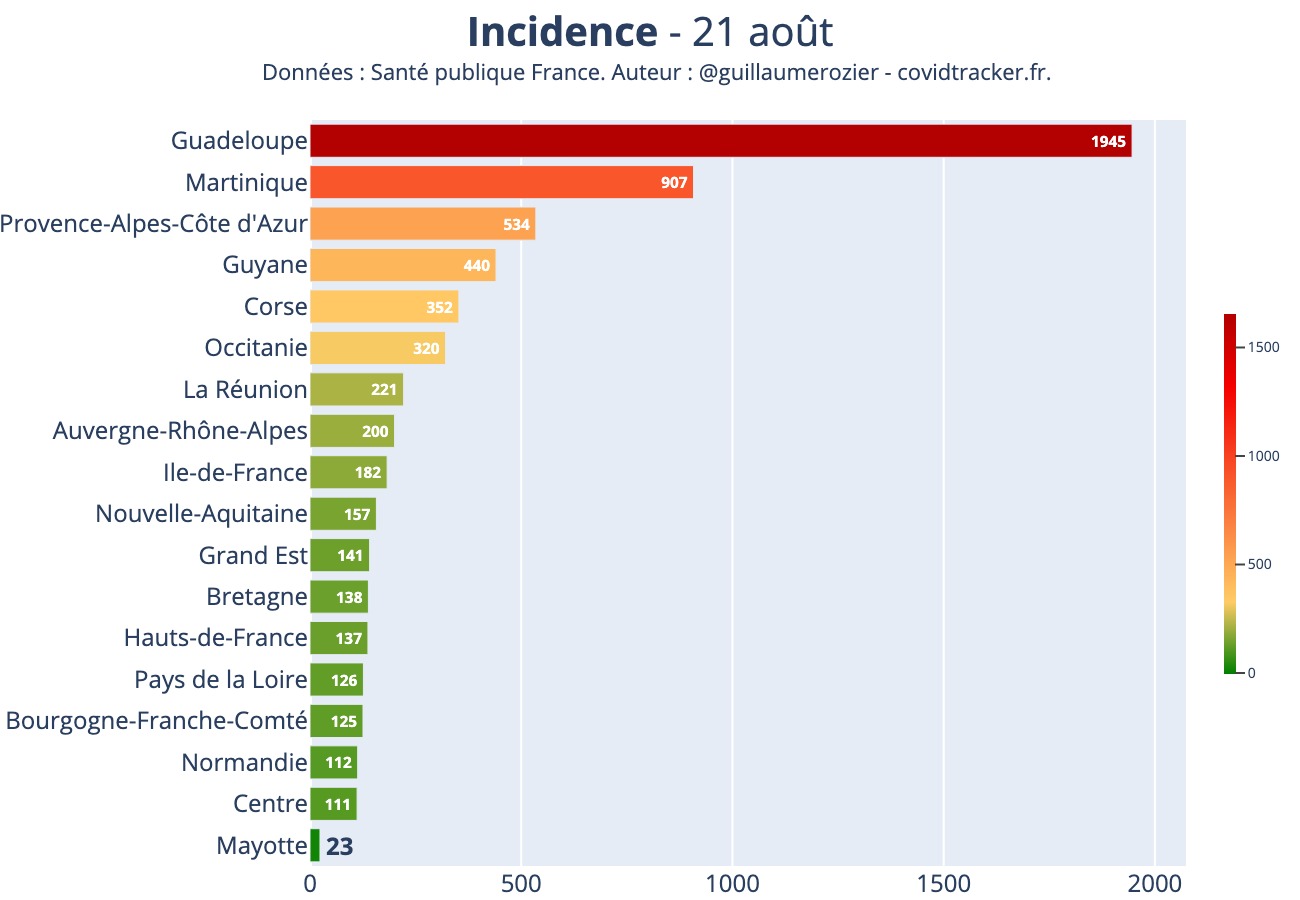 Incidence - 21 août
Données : Santé publique France. Auteur : @guillaumerozier - covidtracker.fr.
Guadeloupe 1945
Martinique 907
Provence-Alpes-Côte d'Azur 534
Guyane 440
Corse 352
Occitanie 320
La Réunion 221
Auvergne-Rhône-Alpes 200
Ile-de-France 182
Nouvelle-Aquitaine 157
Grand Est 141
Bretagne 138
Hauts-de-France 137
Pays de la Loire 126
Bourgogne-Franche-Comté 125
Normandie 112
Centre 111
Mayotte 23
0 500 1000 1500 2000
1500
1000
500
0